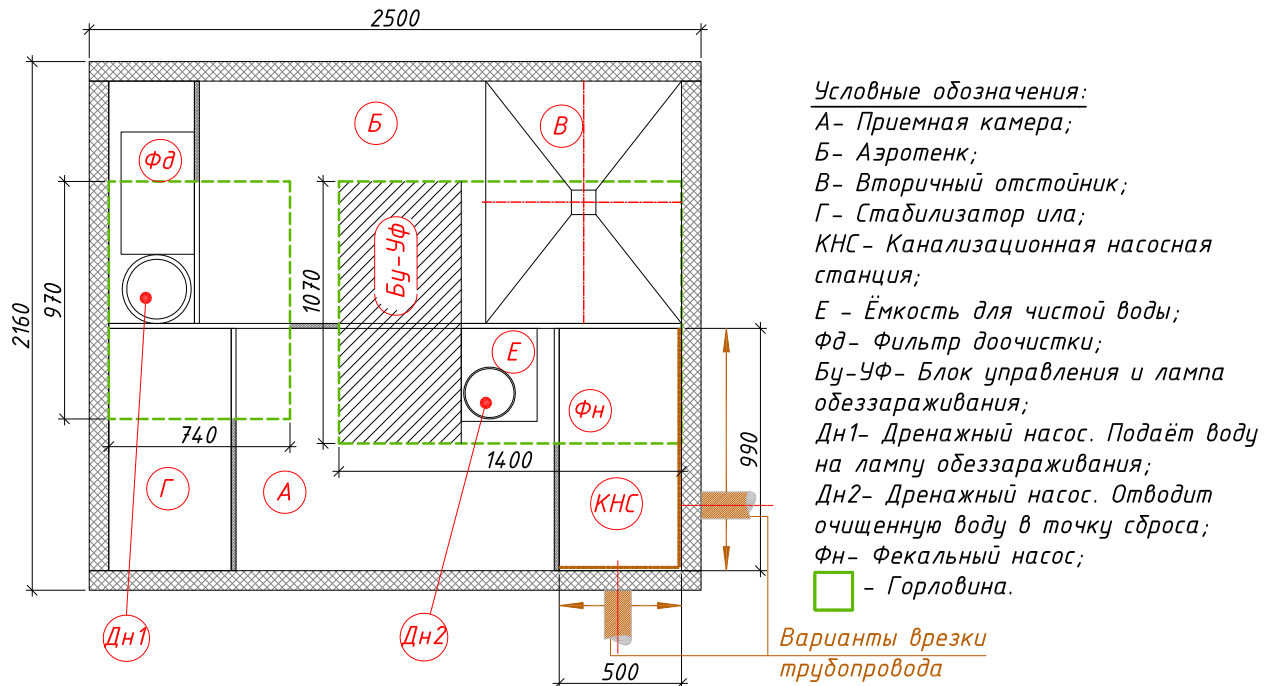 2500
Условные обозначения:
А- Приемная камера;
Б- Аэротенк;
В- Вторичный отстойник;
Г- Стабилизатор ила;
КНС- Канализационная насосная
станция;
Е - Ёмкость для чистой воды;
Фд- Фильтр доочистки;
Бу-УФ- Блок управления и лампа
обеззараживания;
Дн1- Дренажный насос. Подаёт воду
на лампу обеззараживания;
Дн2- Дренажный насос. Отводит
очищенную воду в точку сброса;
Фн- Фекальный насос;
- Горловина.
Б
В
Фд
Бу-Уф
970
1070
2160
Е
Фн
740
1400
990
Г
А
КНС
Дн1
Дн2
500
Варианты врезки
трубопровода